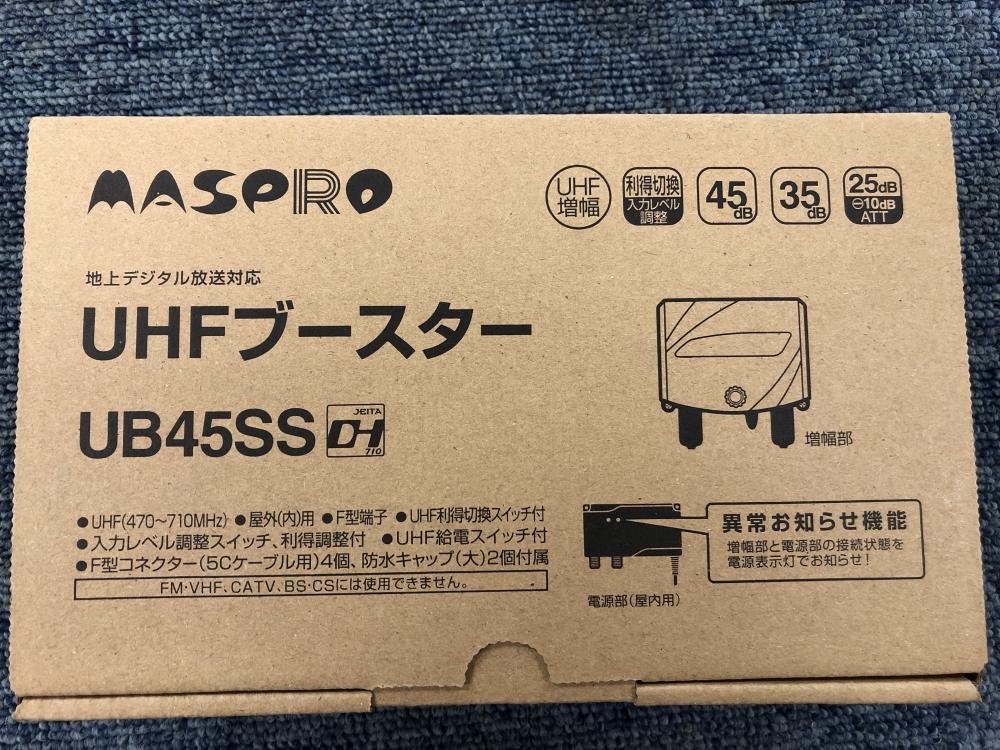 MASPRO
UHF
増幅
利得切換
入力レベル
調整
45dB
35dB
25dB
⊖10dB
ATT
地上デジタル放送対応
UHFブースター
UB45SS
JEITA
DH
710
増幅部
●UHF(470〜710MHz) ●屋外(内)用 ●F型端子 ●UHF利得切換スイッチ付
●入力レベル調整スイッチ、利得調整付 ●UHF給電スイッチ付
●F型コネクター(5Cケーブル用)4個、防水キャップ(大)2個付属
FM・VHF、CATV、BS・CSには使用できません。
異常お知らせ機能
増幅部と電源部の接続状態を
電源表示灯でお知らせ!
電源部(屋内用)